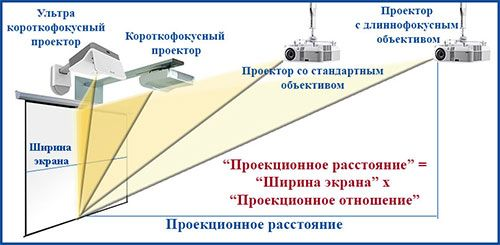 Ультра
короткофокусный
проектор
Короткофокусный
проектор
Проектор
с длиннофокусным
объективом
Проектор со стандартным
объективом
Ширина
экрана
“Проекционное расстояние” =
“Ширина экрана” x
“Проекционное отношение”
Проекционное расстояние